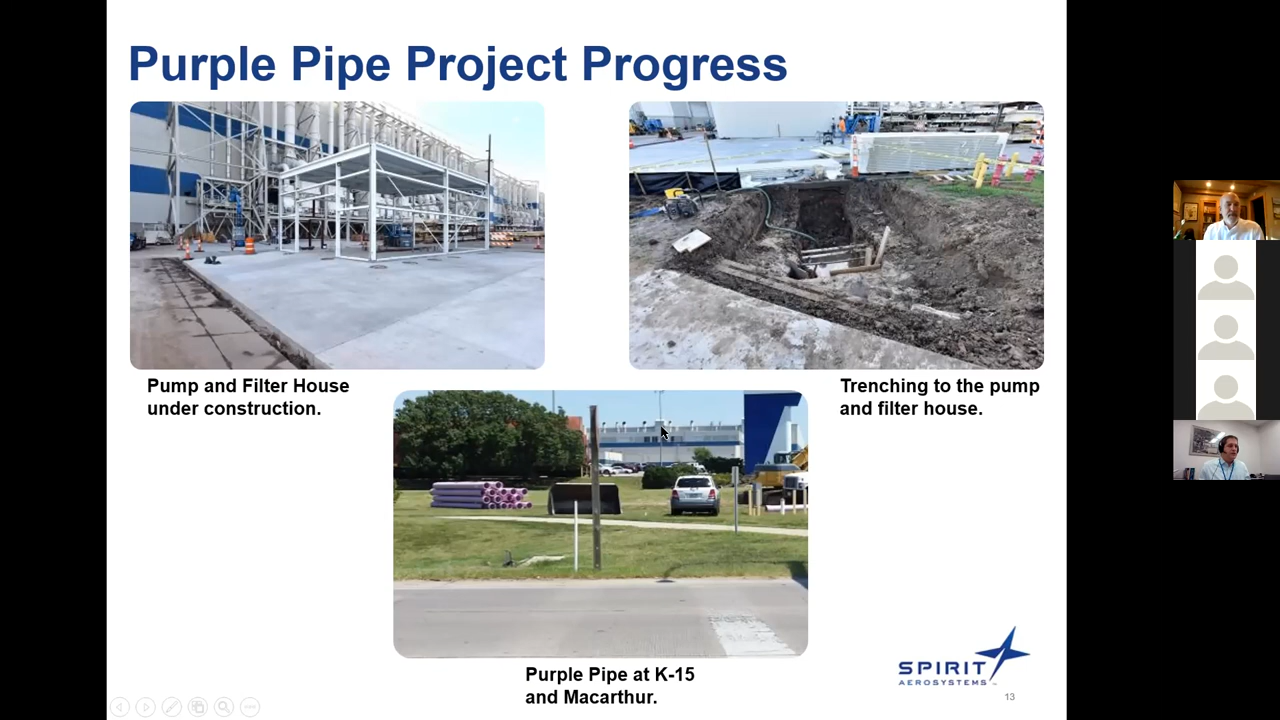 Purple Pipe Project Progress
Pump and Filter House
under construction.
Trenching to the pump
and filter house.
Purple Pipe at K-15
and Macarthur.
SPIRIT
AEROSYSTEMS
13